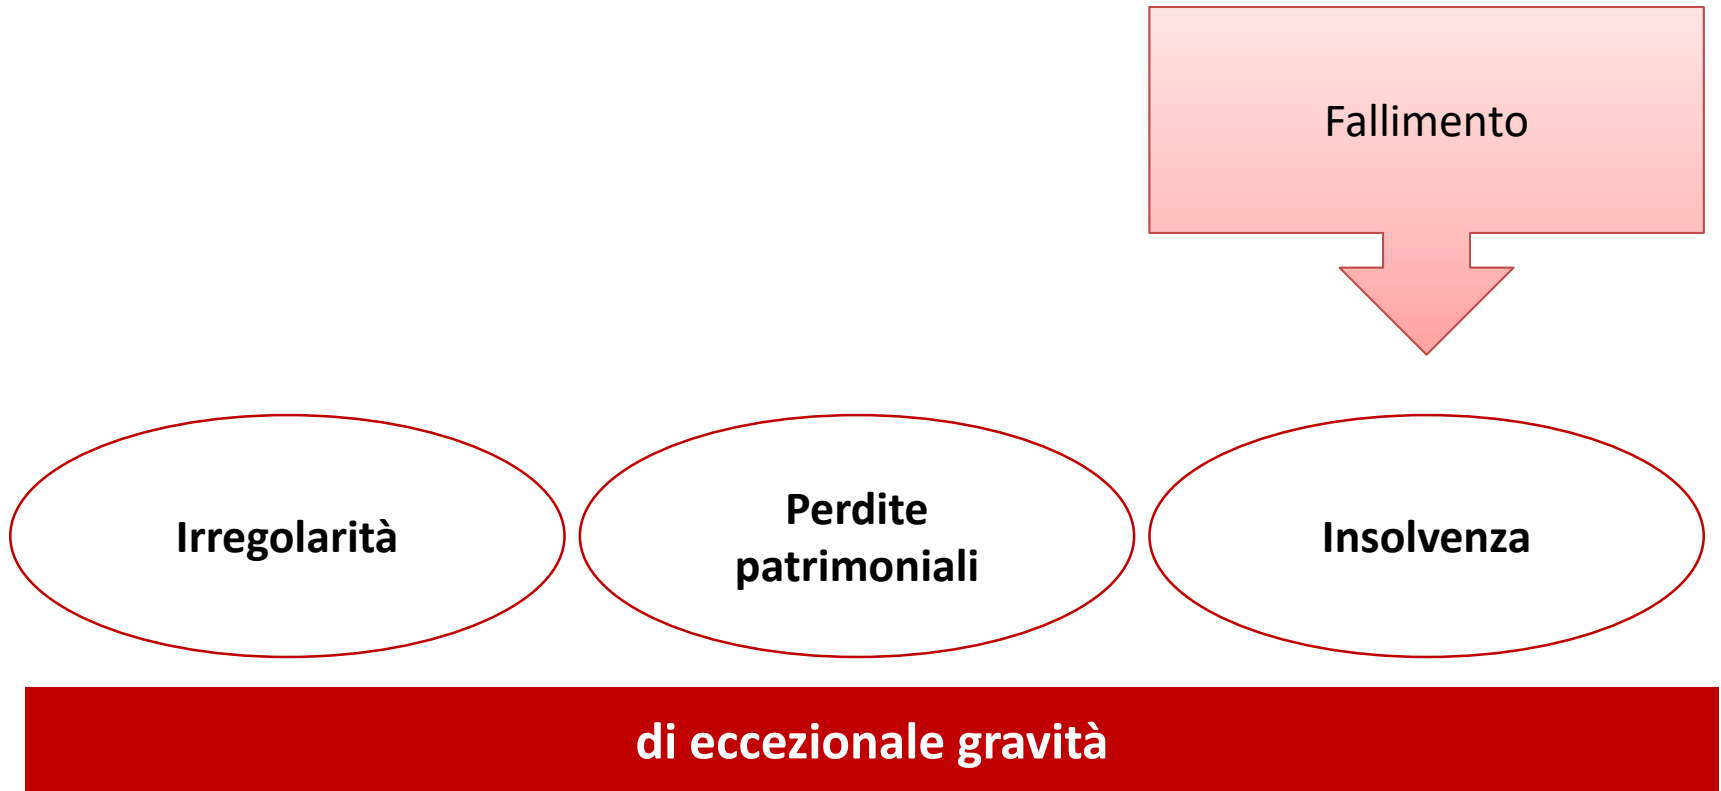 Fallimento
Irregolarità
Perdite
patrimoniali
Insolvenza
di eccezionale gravità